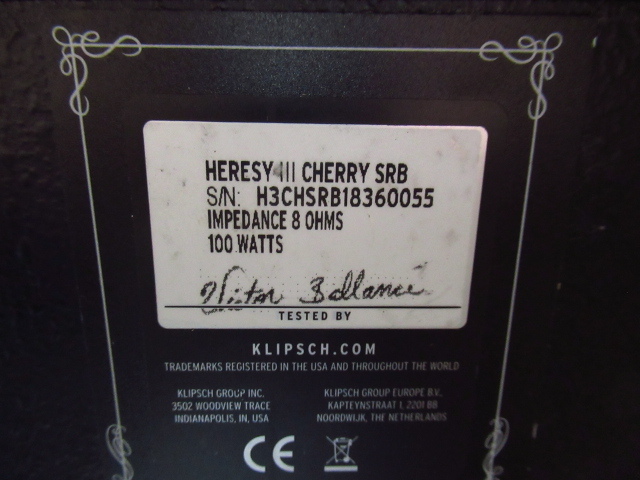 HERESY III CHERRY SRB
S/N: H3CHSRB18360055
IMPEDANCE 8 OHMS
100 WATTS
Victor Ballance
TESTED BY
KLIPSCH.COM
TRADEMARKS REGISTERED IN THE USA AND THROUGHOUT THE WORLD
KLIPSCH GROUP INC.
3502 WOODVIEW TRACE
INDIANAPOLIS, IN, USA
KLIPSCH GROUP EUROPE B.V.
KAPTEYNSTRAAT 1, 2201 BB
NOORDWIJK, THE NETHERLANDS
CE